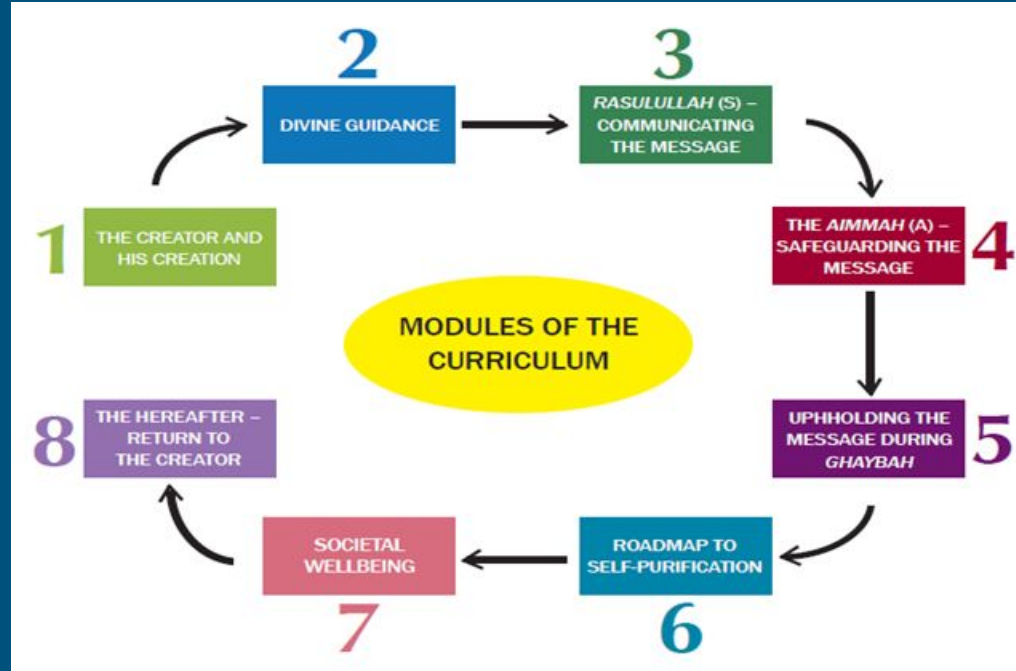 2
DIVINE GUIDANCE
3
RASULULLAH (S) –
COMMUNICATING
THE MESSAGE
1
THE CREATOR AND
HIS CREATION
4
THE AIMMAH (A) –
SAFEGUARDING THE
MESSAGE
MODULES OF THE
CURRICULUM
5
UPHHOLDING THE
MESSAGE DURING
GHAYBAH
6
ROADMAP TO
SELF-PURIFICATION
7
SOCIETAL
WELLBEING
8
THE HEREAFTER –
RETURN TO
THE CREATOR